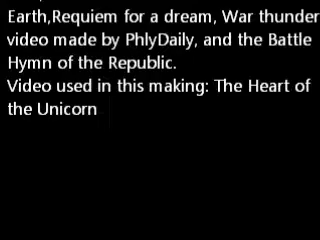 Earth,Requiem for a dream, War thunder
video made by PhlyDaily, and the Battle
Hymn of the Republic.
Video used in this making: The Heart of
the Unicorn